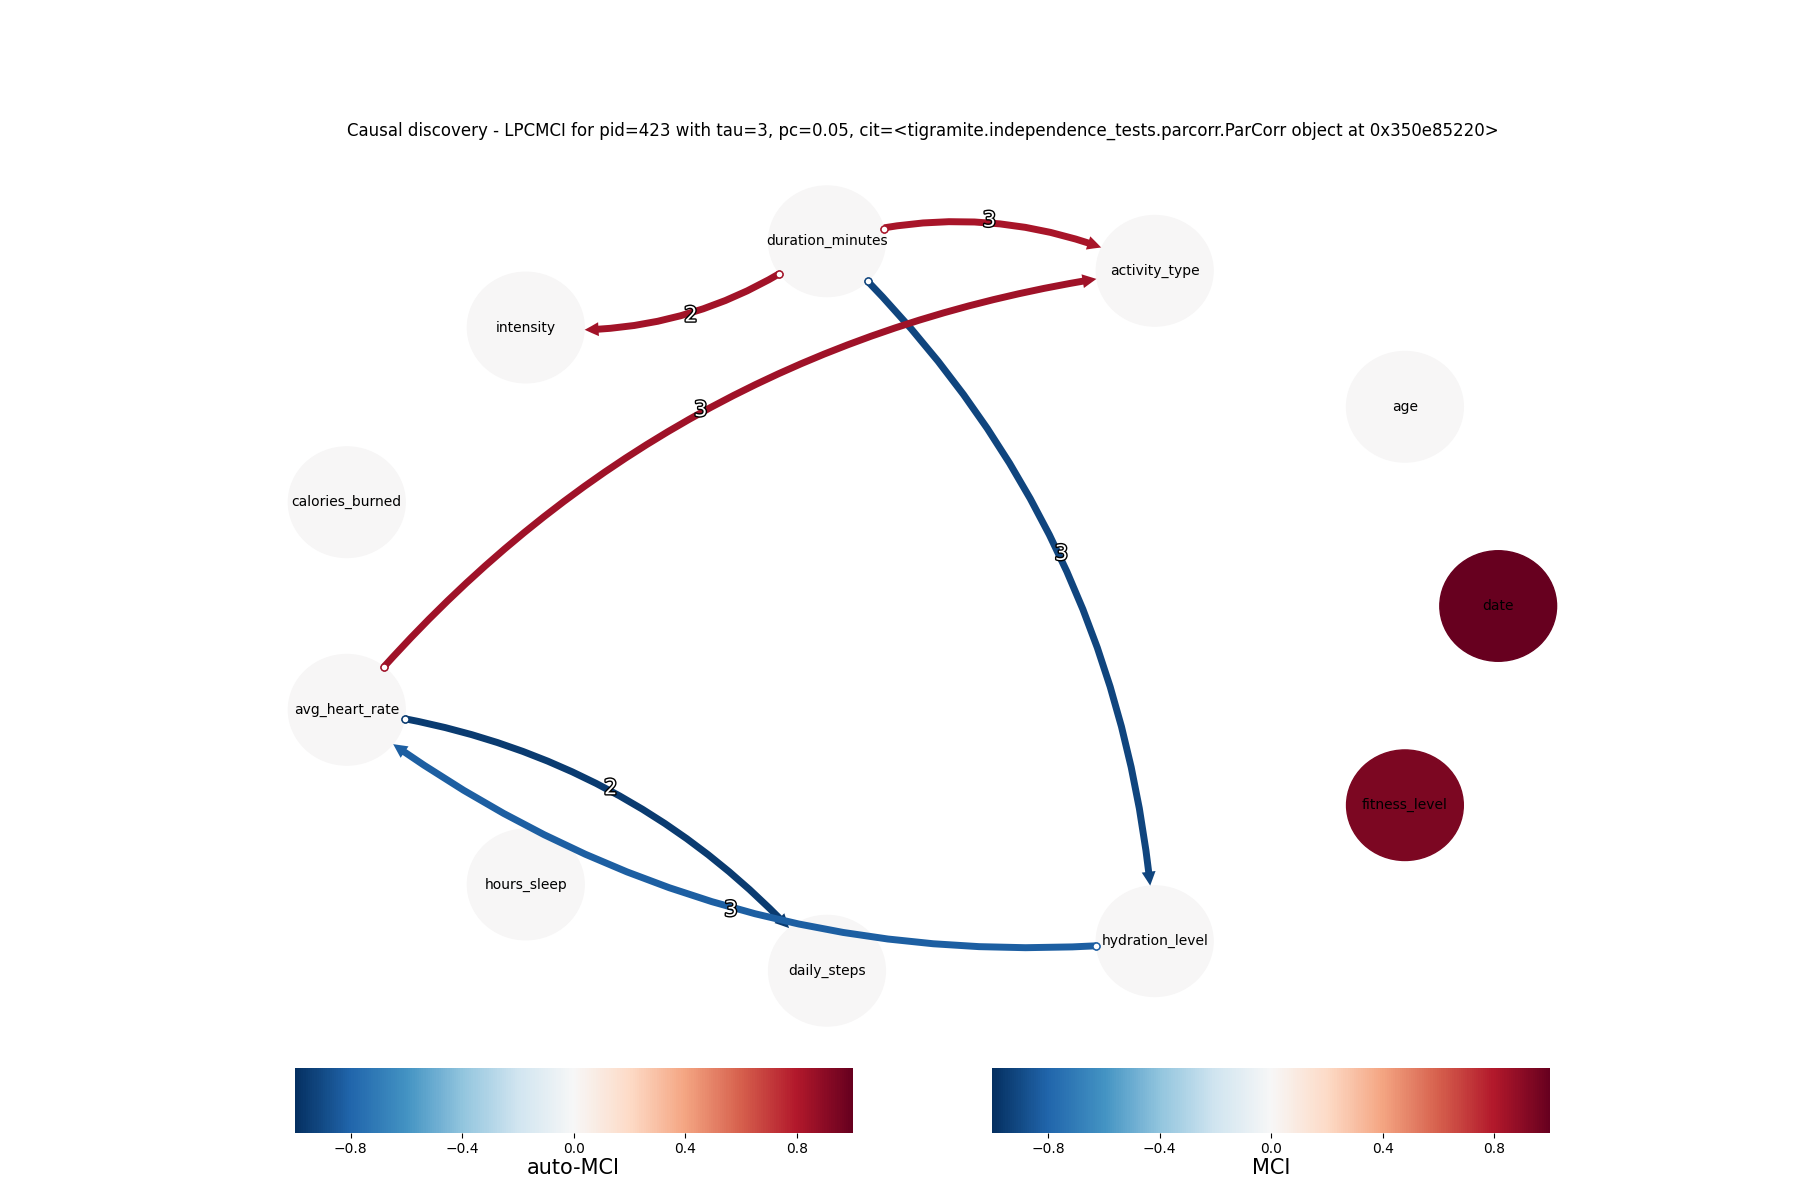 Causal discovery - LPCMCI for pid=423 with tau=3, pc=0.05, cit=<tigramite.independence_tests.parcorr.ParCorr object at 0x350e85220>
3
duration_minutes
activity_type
2
intensity
3
age
calories_burned
3
date
avg_heart_rate
2
fitness_level
hours_sleep
3
hydration_level
daily_steps
−0.8 −0.4 0.0 0.4 0.8
auto-MCI
−0.8 −0.4 0.0 0.4 0.8
MCI